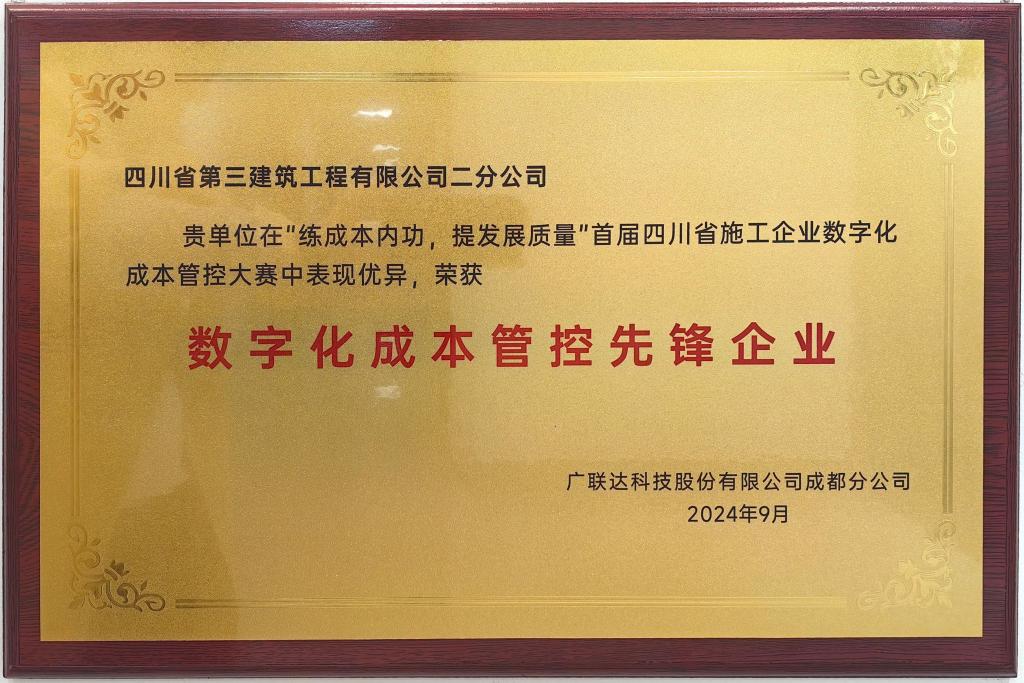 四川省第三建筑工程有限公司二分公司
贵单位在"练成本内功，提发展质量"首届四川省施工企业数字化
成本管控大赛中表现优异，荣获
数字化成本管控先锋企业
广联达科技股份有限公司成都分公司
2024年9月